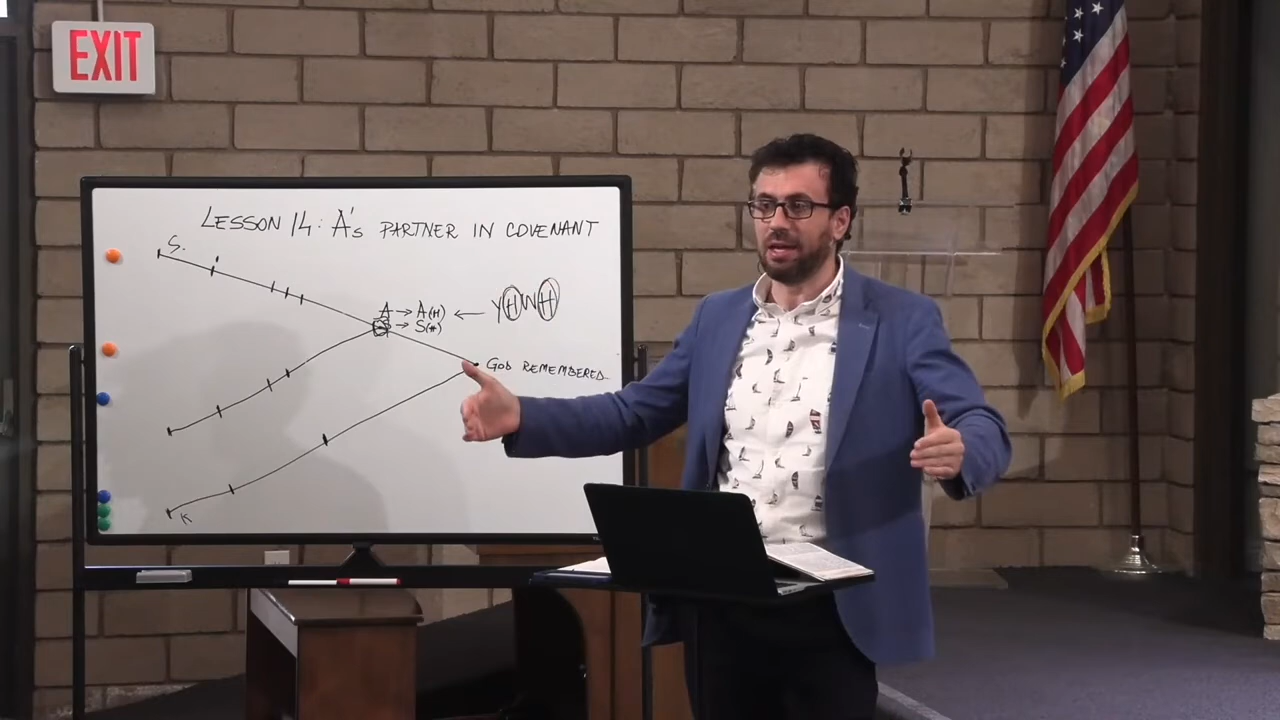 EXIT
LESSON 14: A's PARTNER IN COVENANT
S.
A → A(H) ← YHWH
S → S(H)
GOD REMEMBERED
K